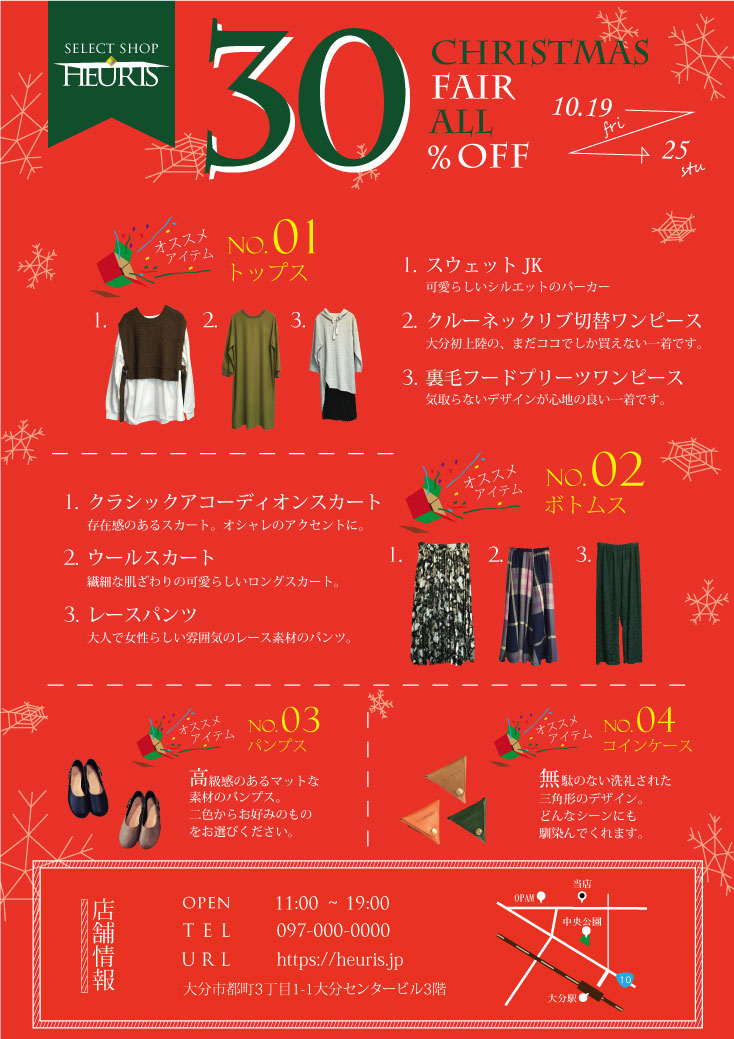 SELECT SHOP
HEURIS
30
CHRISTMAS
FAIR
ALL
% OFF
10.19
fri
25
stu
オススメ
アイテム
NO. 01
トップス
1.
2.
3.
1. スウェット JK
可愛らしいシルエットのパーカー
2. クルーネックリブ切替ワンピース
大分初上陸の、まだココでしか買えない一着です。
3. 裏毛フードプリーツワンピース
気取らないデザインが心地の良い一着です。
オススメ
アイテム
NO. 02
ボトムス
1. クラシックアコーディオンスカート
存在感のあるスカート。オシャレのアクセントに。
2. ウールスカート
繊細な肌ざわりの可愛らしいロングスカート。
3. レースパンツ
大人で女性らしい雰囲気のレース素材のパンツ。
1.
2.
3.
オススメ
アイテム
NO. 03
パンプス
高級感のあるマットな
素材のパンプス。
二色からお好みのもの
をお選びください。
オススメ
アイテム
NO. 04
コインケース
無駄のない洗礼された
三角形のデザイン。
どんなシーンにも
馴染んでくれます。
店舗情報
OPEN 11:00 ~ 19:00
TEL 097-000-0000
URL https://heuris.jp
大分市都町3丁目1-1大分センタービル3階
当店
OPAM
中央公園
10
大分駅